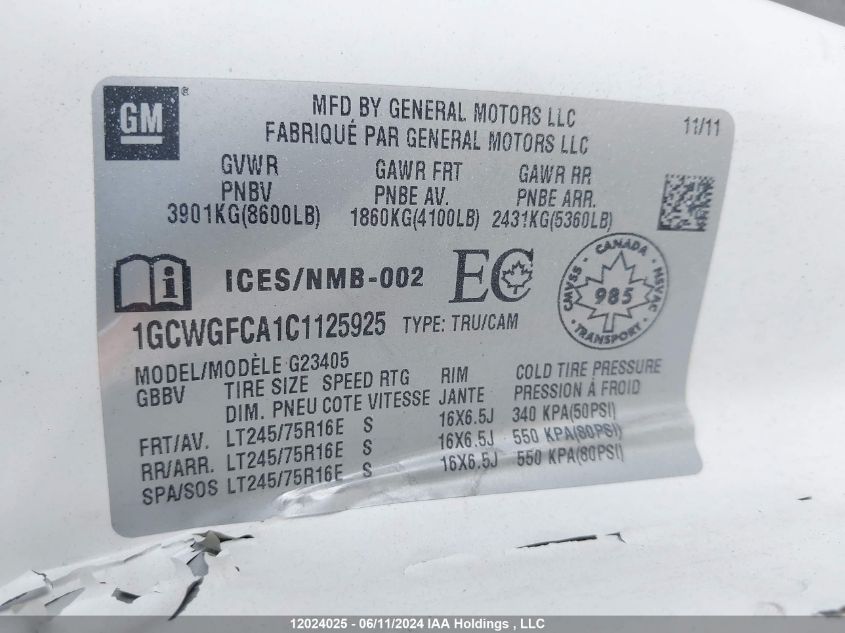 GM ®
MFD BY GENERAL MOTORS LLC
FABRIQUÉ PAR GENERAL MOTORS LLC
11/11
GVWR GAWR FRT GAWR RR
PNBV PNBE AV. PNBE ARR.
3901KG(8600LB) 1860KG(4100LB) 2431KG(5360LB)
i ICES/NMB-002 EC
CANADA
CMVSS 985 NSVAC
TRANSPORT
1GCWGFCA1C1125925 TYPE: TRU/CAM
MODEL/MODÈLE G23405
GBBV TIRE SIZE SPEED RTG RIM COLD TIRE PRESSURE
DIM. PNEU COTE VITESSE JANTE PRESSION À FROID
FRT/AV. LT245/75R16E S 16X6.5J 340 KPA(50PSI)
RR/ARR. LT245/75R16E S 16X6.5J 550 KPA(80PSI)
SPA/SOS LT245/75R16E S 16X6.5J 550 KPA(80PSI)
12024025 - 06/11/2024 IAA Holdings , LLC